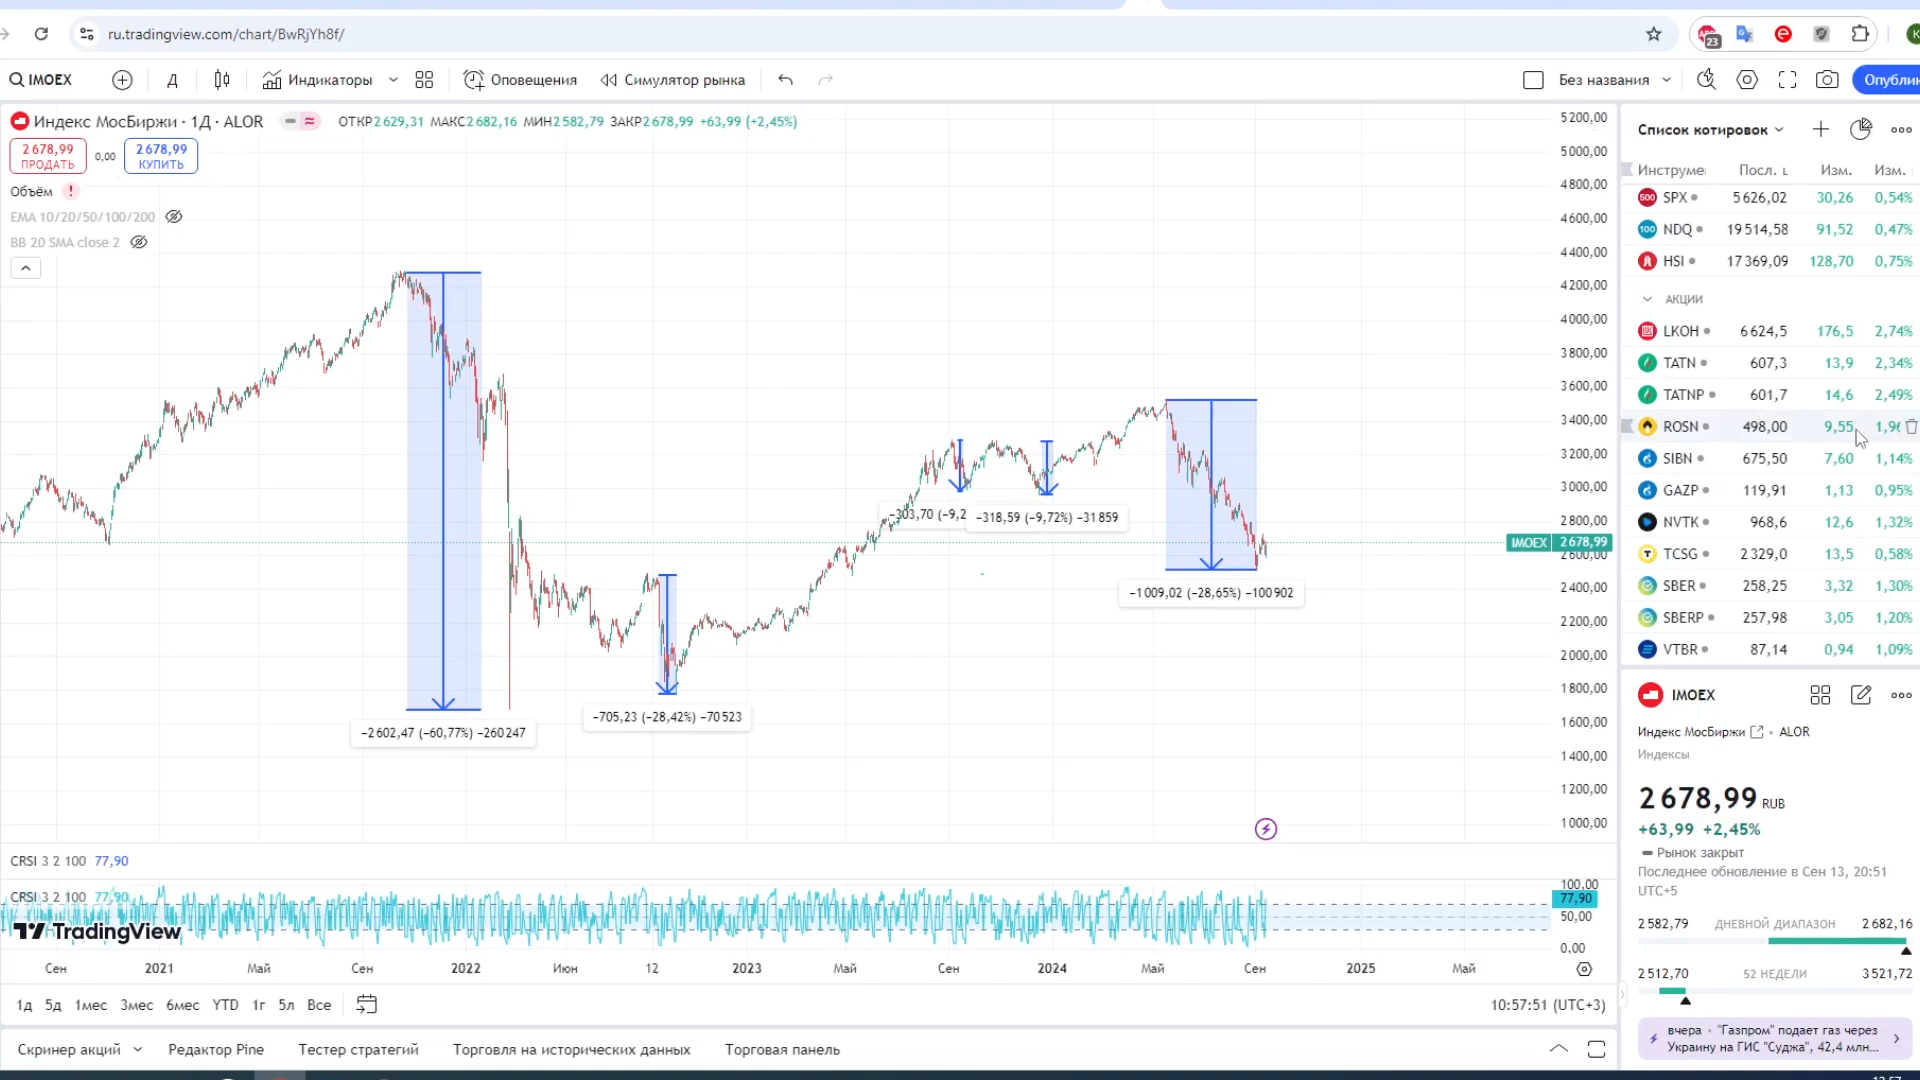 ru.tradingview.com/chart/BwRjYh8f/
23
IMOEX
Д
Индикаторы
Оповещения
Симулятор рынка
Без названия
Индекс МосБиржи · 1Д · ALOR
ОТКР2 629,31 МАКС2 682,16 МИН2 582,79 ЗАКР2 678,99 +63,99 (+2,45%)
2 678,99
ПРОДАТЬ
0,00
2 678,99
КУПИТЬ
Объём
EMA 10/20/50/100/200
BB 20 SMA close 2
−2 602,47 (−60,77%) −260 247
−705,23 (−28,42%) −70 523
−303,70 (−9,2
−318,59 (−9,72%) −31 859
−1 009,02 (−28,65%) −100 902
5 200,00
5 000,00
4 800,00
4 600,00
4 400,00
4 200,00
4 000,00
3 800,00
3 600,00
3 400,00
3 200,00
3 000,00
2 800,00
IMOEX 2 678,99
2 600,00
2 400,00
2 200,00
2 000,00
1 800,00
1 600,00
1 400,00
1 200,00
1 000,00
CRSI 3 2 100 77,90
CRSI 3 2 100 77,90
100,00
77,90
50,00
0,00
TradingView
Сен 2021 Май Сен 2022 Июн 12 2023 Май Сен 2024 Май Сен 2025 Май
1д 5д 1мес 3мес 6мес YTD 1г 5л Все
10:57:51 (UTC+3)
Скринер акций
Редактор Pine
Тестер стратегий
Торговля на исторических данных
Торговая панель
Список котировок
Инструме Посл. Изм. Изм.
500 SPX 5 626,02 30,26 0,54%
100 NDQ 19 514,58 91,52 0,47%
HSI 17 369,09 128,70 0,75%
АКЦИИ
LKOH 6 624,5 176,5 2,74%
TATN 607,3 13,9 2,34%
TATNP 601,7 14,6 2,49%
ROSN 498,00 9,55 1,96
SIBN 675,50 7,60 1,14%
GAZP 119,91 1,13 0,95%
NVTK 968,6 12,6 1,32%
TCSG 2 329,0 13,5 0,58%
SBER 258,25 3,32 1,30%
SBERP 257,98 3,05 1,20%
VTBR 87,14 0,94 1,09%
IMOEX
Индекс МосБиржи • ALOR
Индексы
2 678,99 RUB
+63,99 +2,45%
Рынок закрыт
Последнее обновление в Сен 13, 20:51
UTC+5
2 582,79 ДНЕВНОЙ ДИАПАЗОН 2 682,16
2 512,70 52 НЕДЕЛИ 3 521,72
вчера • "Газпром" подает газ через
Украину на ГИС "Суджа", 42,4 млн...